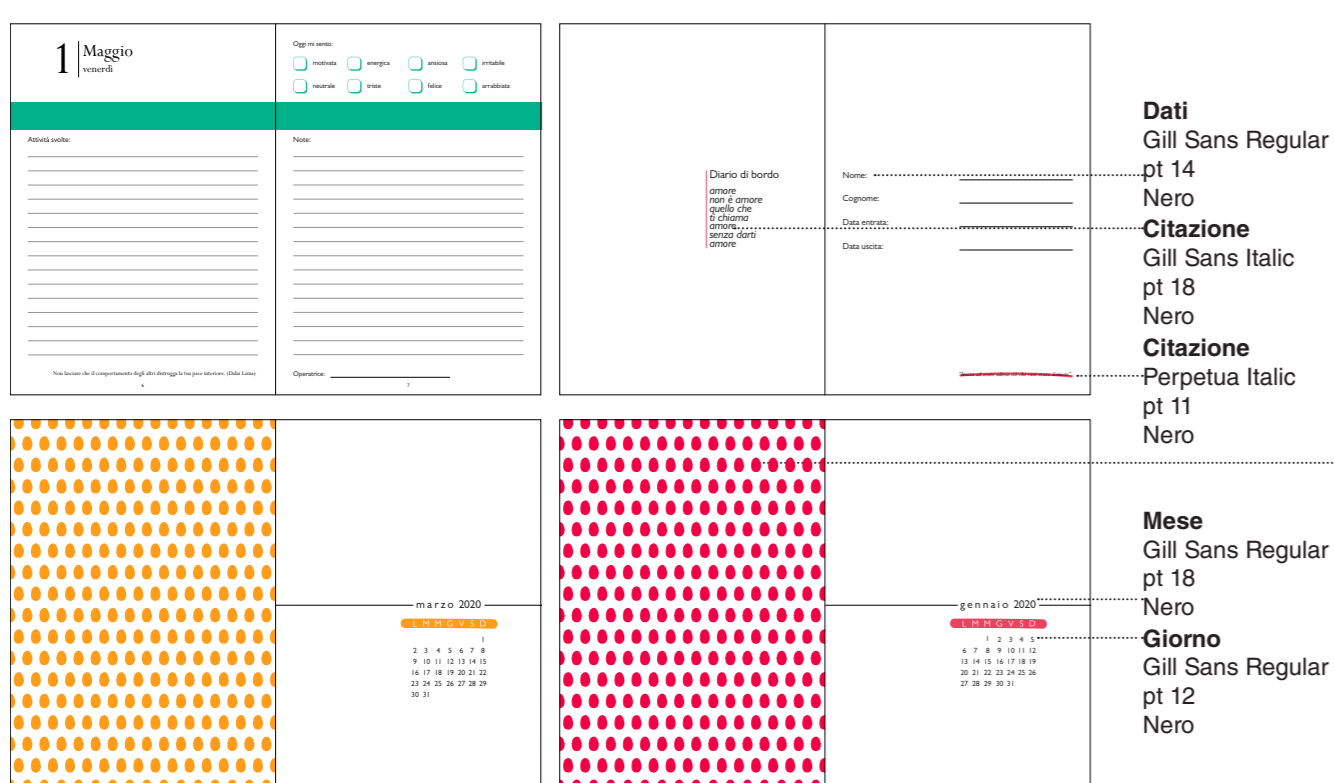 1
Maggio
venerdì
Attività svolte:
Non lasciare che il comportamento degli altri distrugga la tua pace interiore. (Dalai Lama)
6
Oggi mi sento:
motivata energica ansiosa irritabile
neutrale triste felice arrabbiata
Note:
Operatrice:
7
Diario di bordo
amore
non è amore
quello che
ti chiama
amore
senza darti
amore
Nome:
Cognome:
Data entrata:
Data uscita:
Dati
Gill Sans Regular
pt 14
Nero
Citazione
Gill Sans Italic
pt 18
Nero
Citazione
Perpetua Italic
pt 11
Nero
marzo 2020
L M M G V S D
1
2 3 4 5 6 7 8
9 10 11 12 13 14 15
16 17 18 19 20 21 22
23 24 25 26 27 28 29
30 31
gennaio 2020
L M M G V S D
1 2 3 4 5
6 7 8 9 10 11 12
13 14 15 16 17 18 19
20 21 22 23 24 25 26
27 28 29 30 31
Mese
Gill Sans Regular
pt 18
Nero
Giorno
Gill Sans Regular
pt 12
Nero